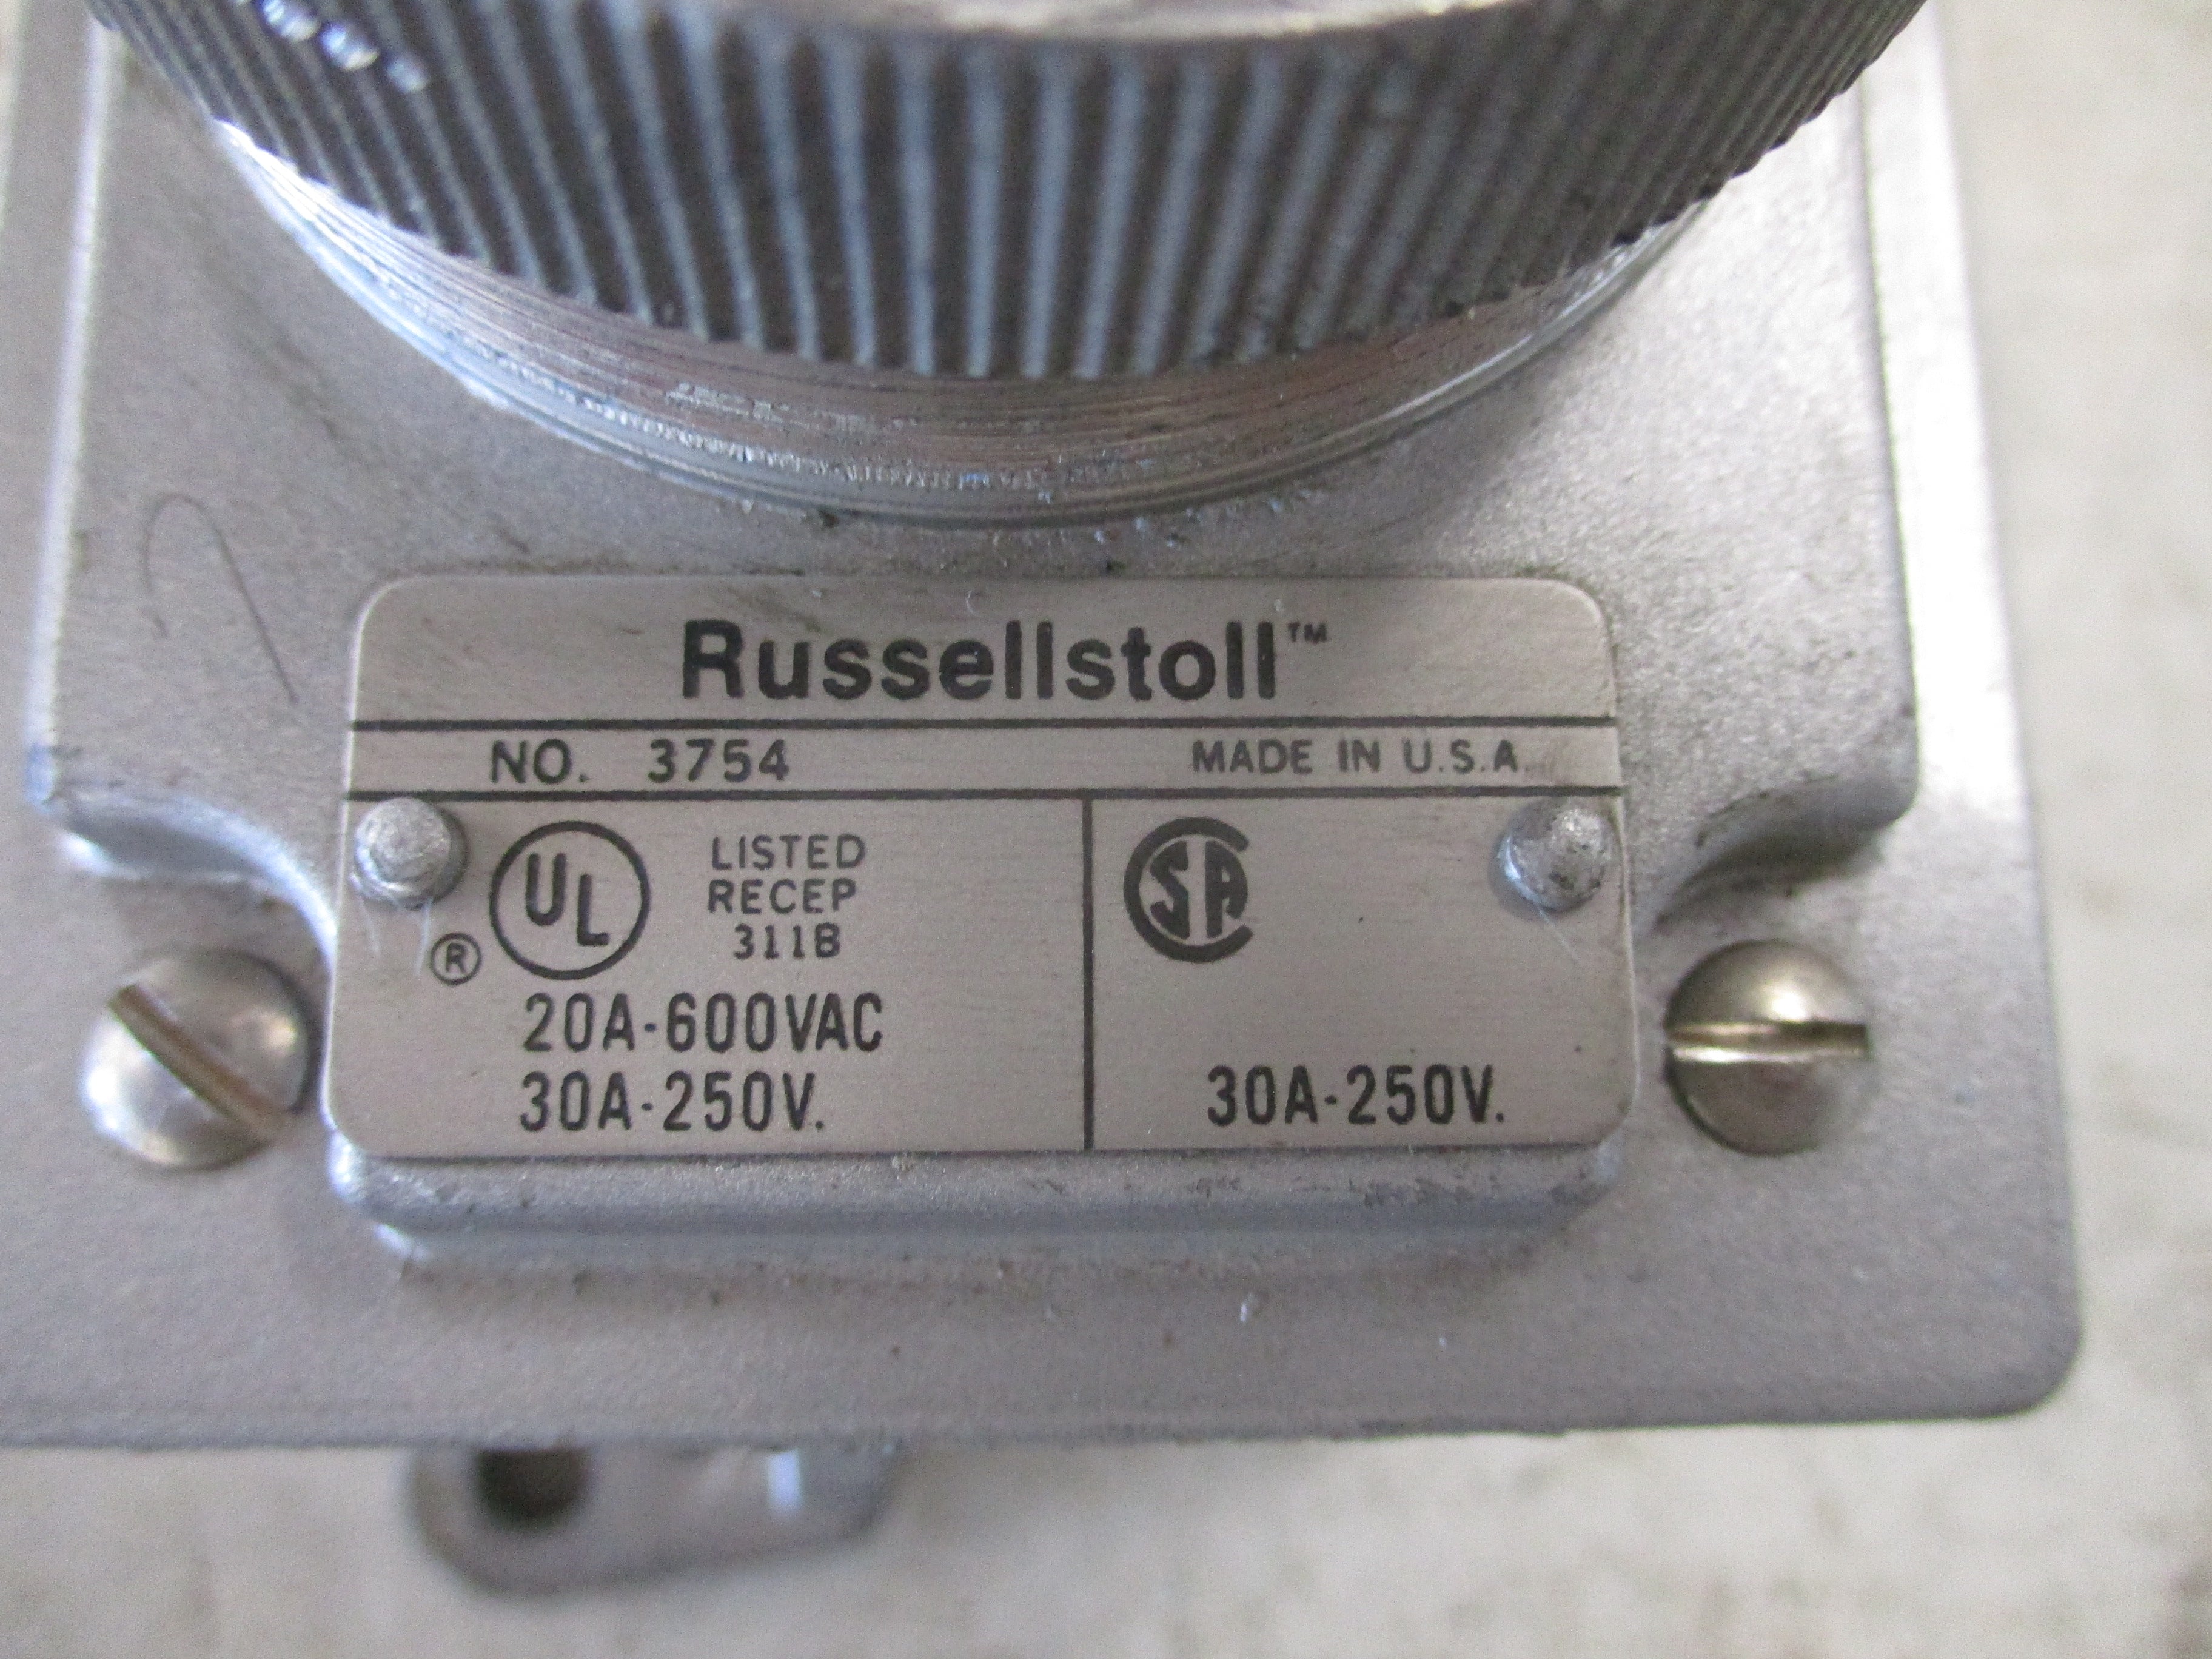 Russellstoll™
NO. 3754 MADE IN U.S.A.
® UL LISTED
RECEP
311B
20A-600VAC
30A-250V.
SA
30A-250V.